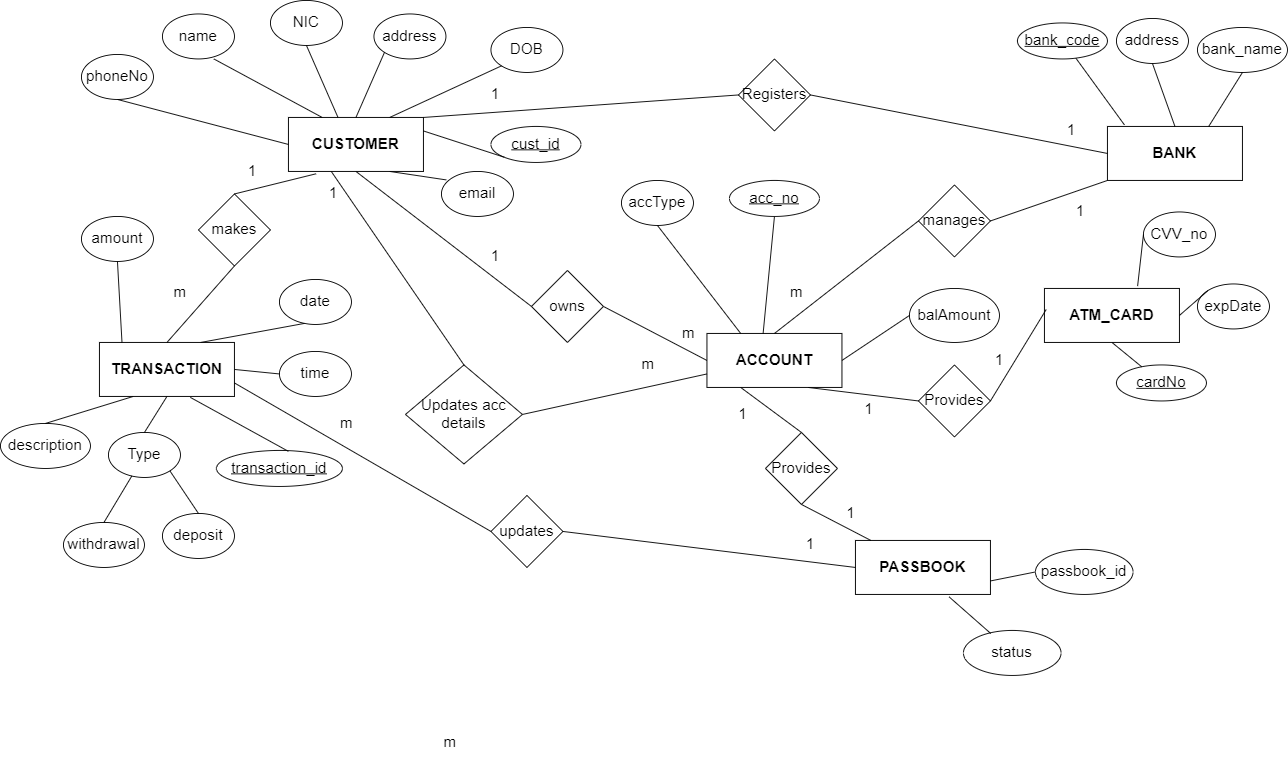 NIC
name
address
DOB
phoneNo
bank_code
address
bank_name
1
Registers
1
CUSTOMER
cust_id
BANK
1
1
email
accType
acc_no
makes
manages
1
amount
CVV_no
1
m
m
date
owns
balAmount
ATM_CARD
expDate
m
TRANSACTION
time
m
ACCOUNT
1
cardNo
Updates acc
details
1
1
Provides
m
description
Type
transaction_id
Provides
1
withdrawal
deposit
updates
1
PASSBOOK
passbook_id
status
m